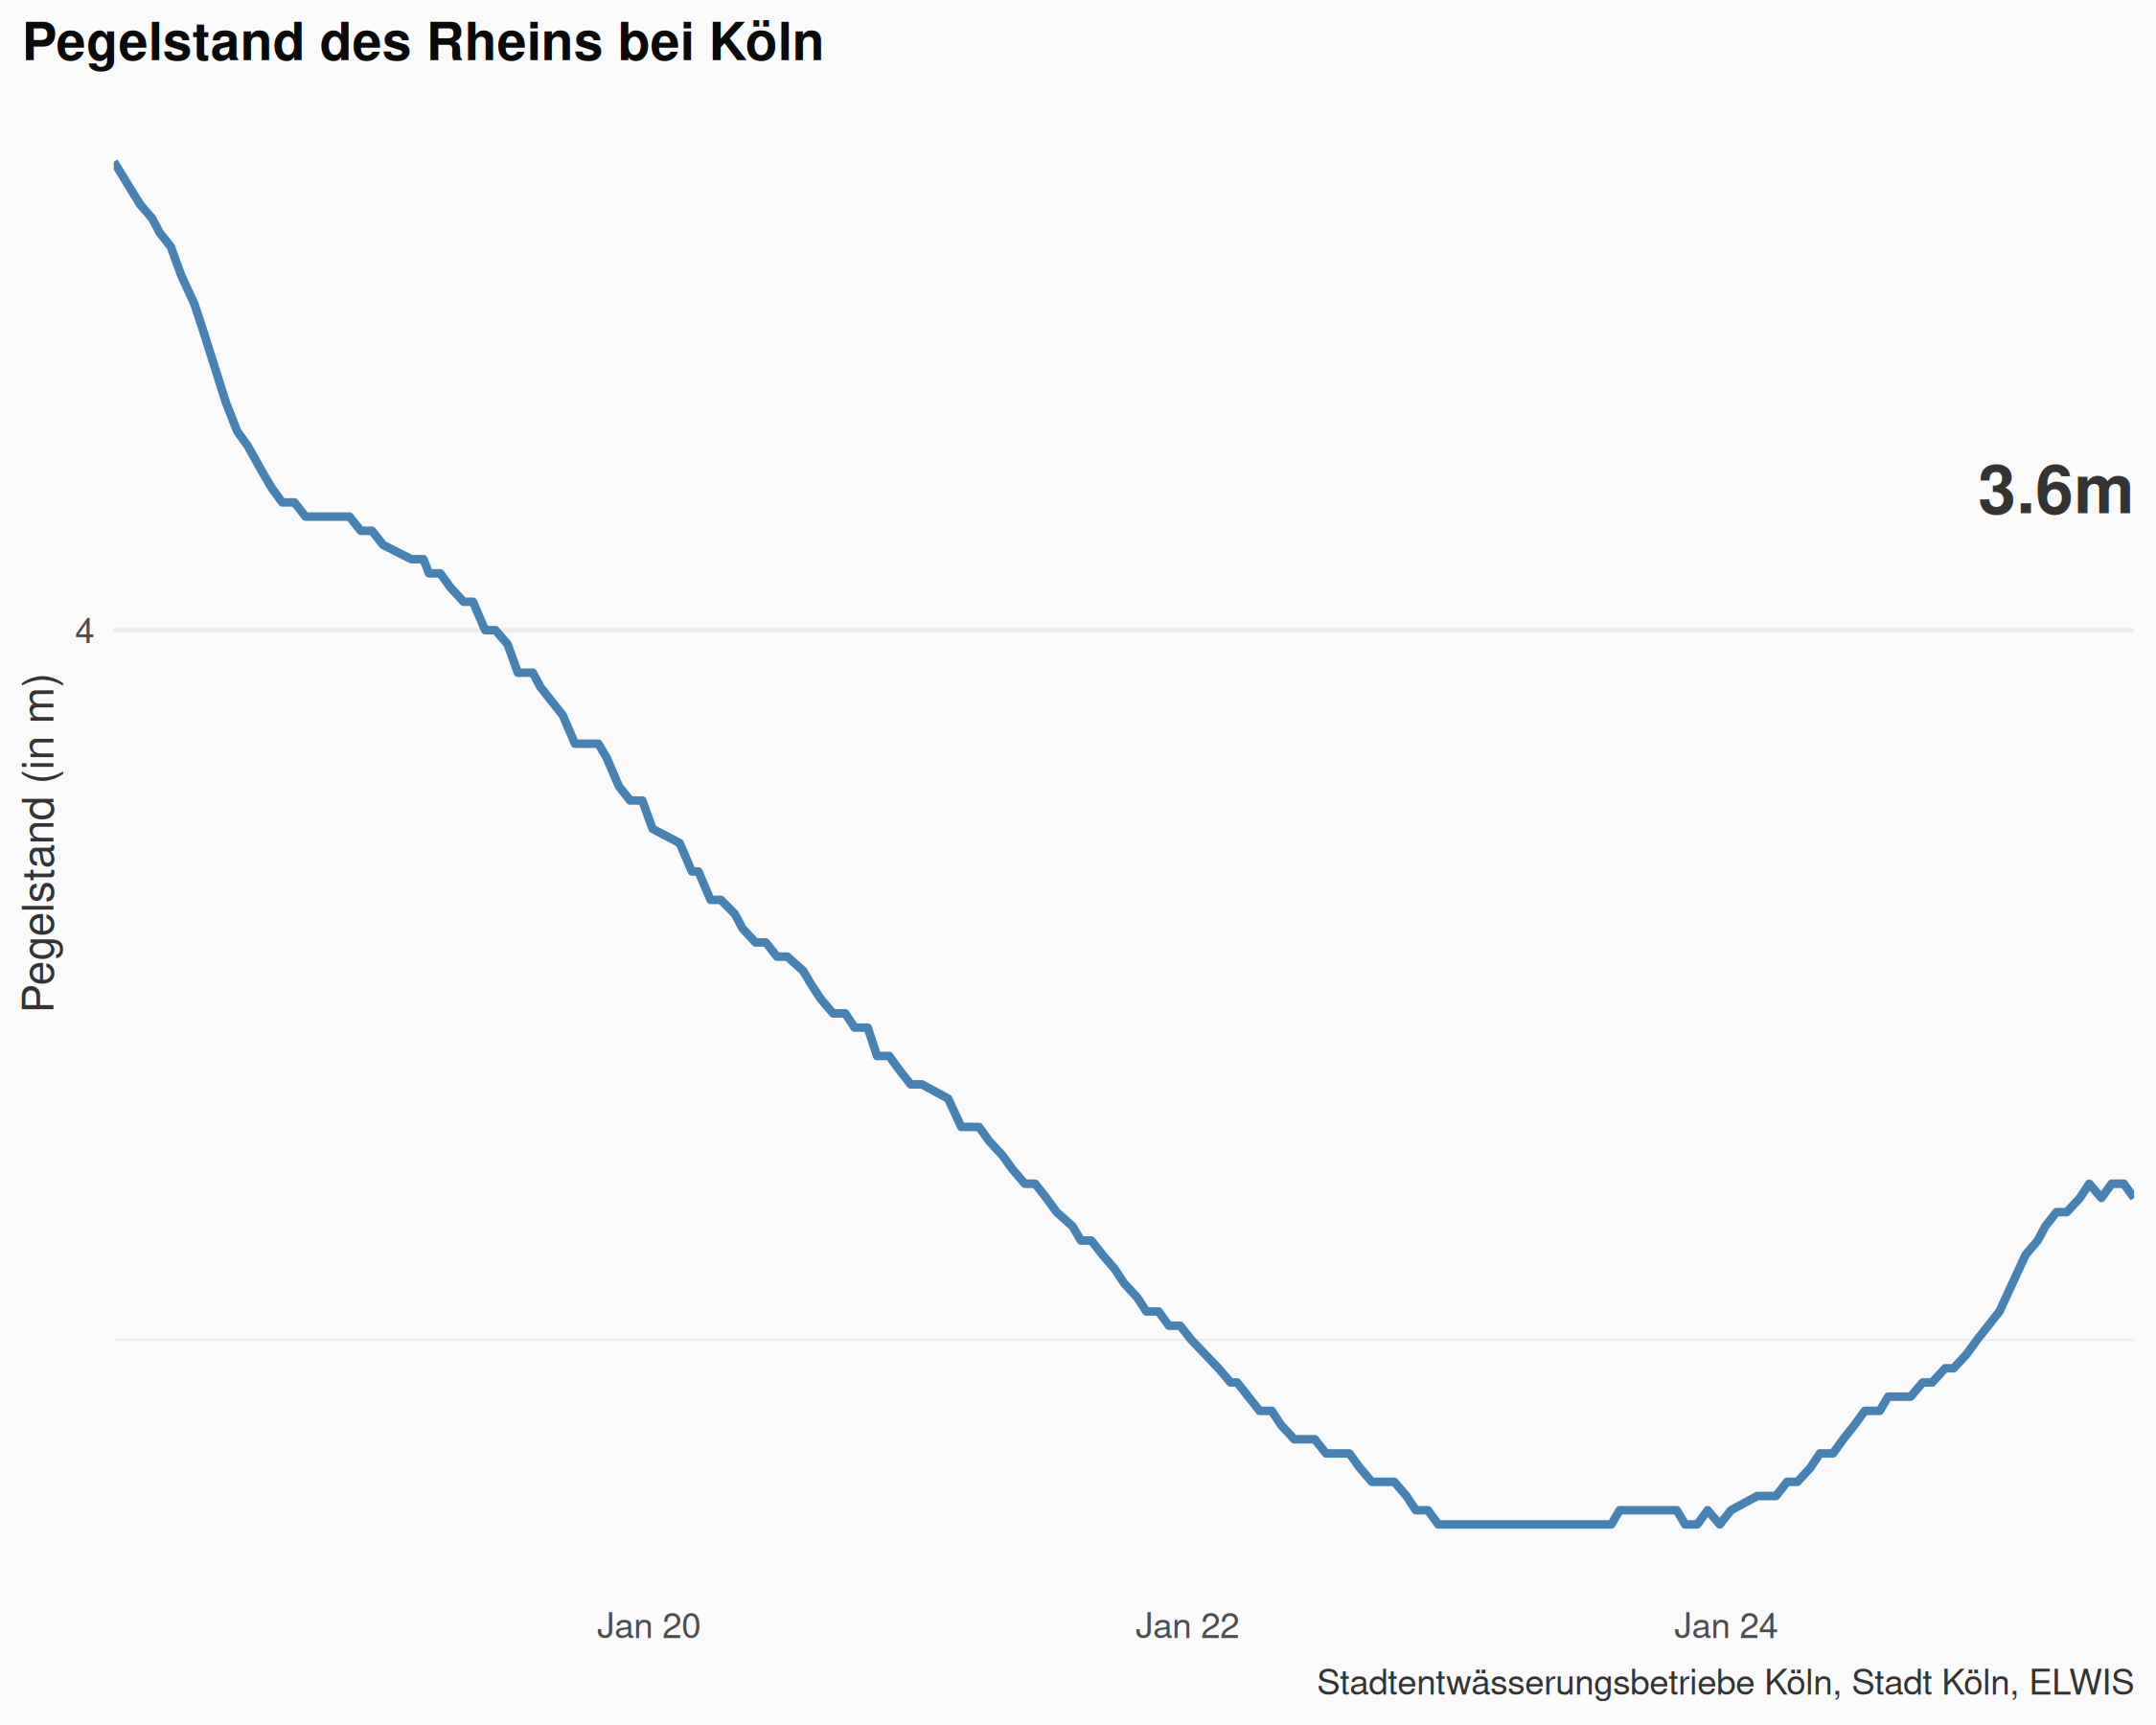 Pegelstand des Rheins bei Köln
3.6m
4
Pegelstand (in m)
Jan 20
Jan 22
Jan 24
Stadtentwässerungsbetriebe Köln, Stadt Köln, ELWIS